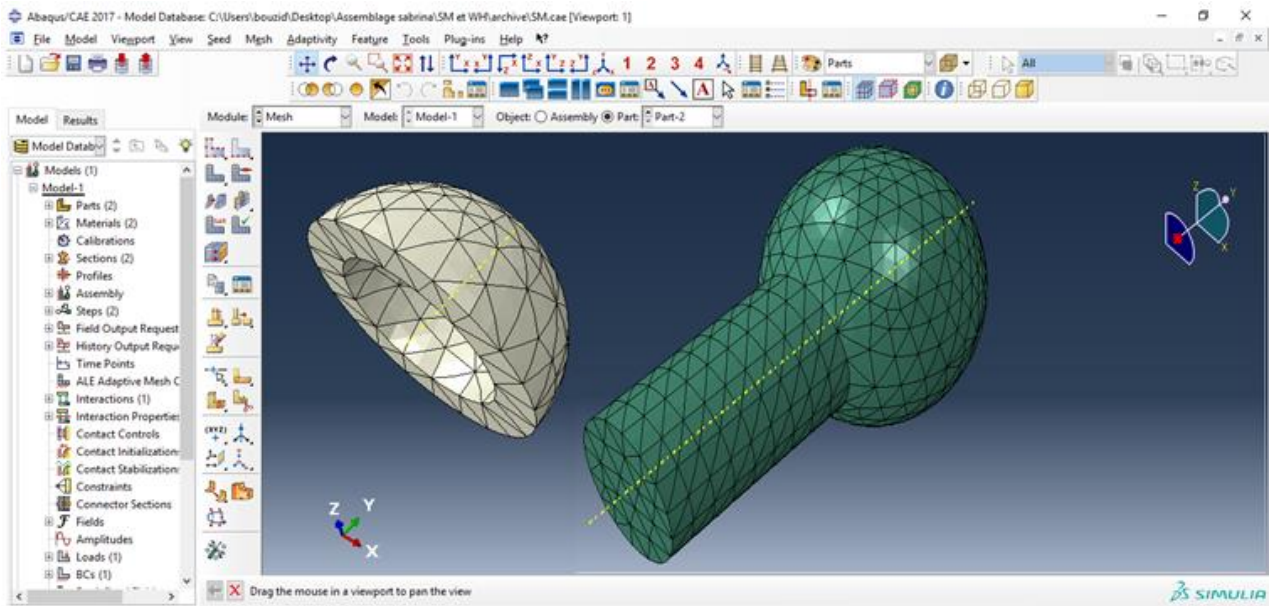 Abaqus/CAE 2017 - Model Database: C:\Users\bouzid\Desktop\Assemblage sabrina\SM et WH\archive\SM.cae [Viewport: 1]
File Model Viewport View Seed Mesh Adaptivity Feature Tools Plug-ins Help
1 2 3 4 Parts All
A
Model Results Module: Mesh Model: Model-1 Object: Assembly Part: Part-2
Model Datab
Models (1)
Model-1
Parts (2)
Materials (2)
Calibrations
Sections (2)
Profiles
Assembly
Steps (2)
Field Output Request
History Output Requ
Time Points
ALE Adaptive Mesh C
Interactions (1)
Interaction Properties
Contact Controls
Contact Initialization
Contact Stabilization
Constraints
Connector Sections
Fields
Amplitudes
Loads (1)
BCs (1)
(XYZ)
Z Y X
Z Y X
Drag the mouse in a viewport to pan the view
SIMULIA